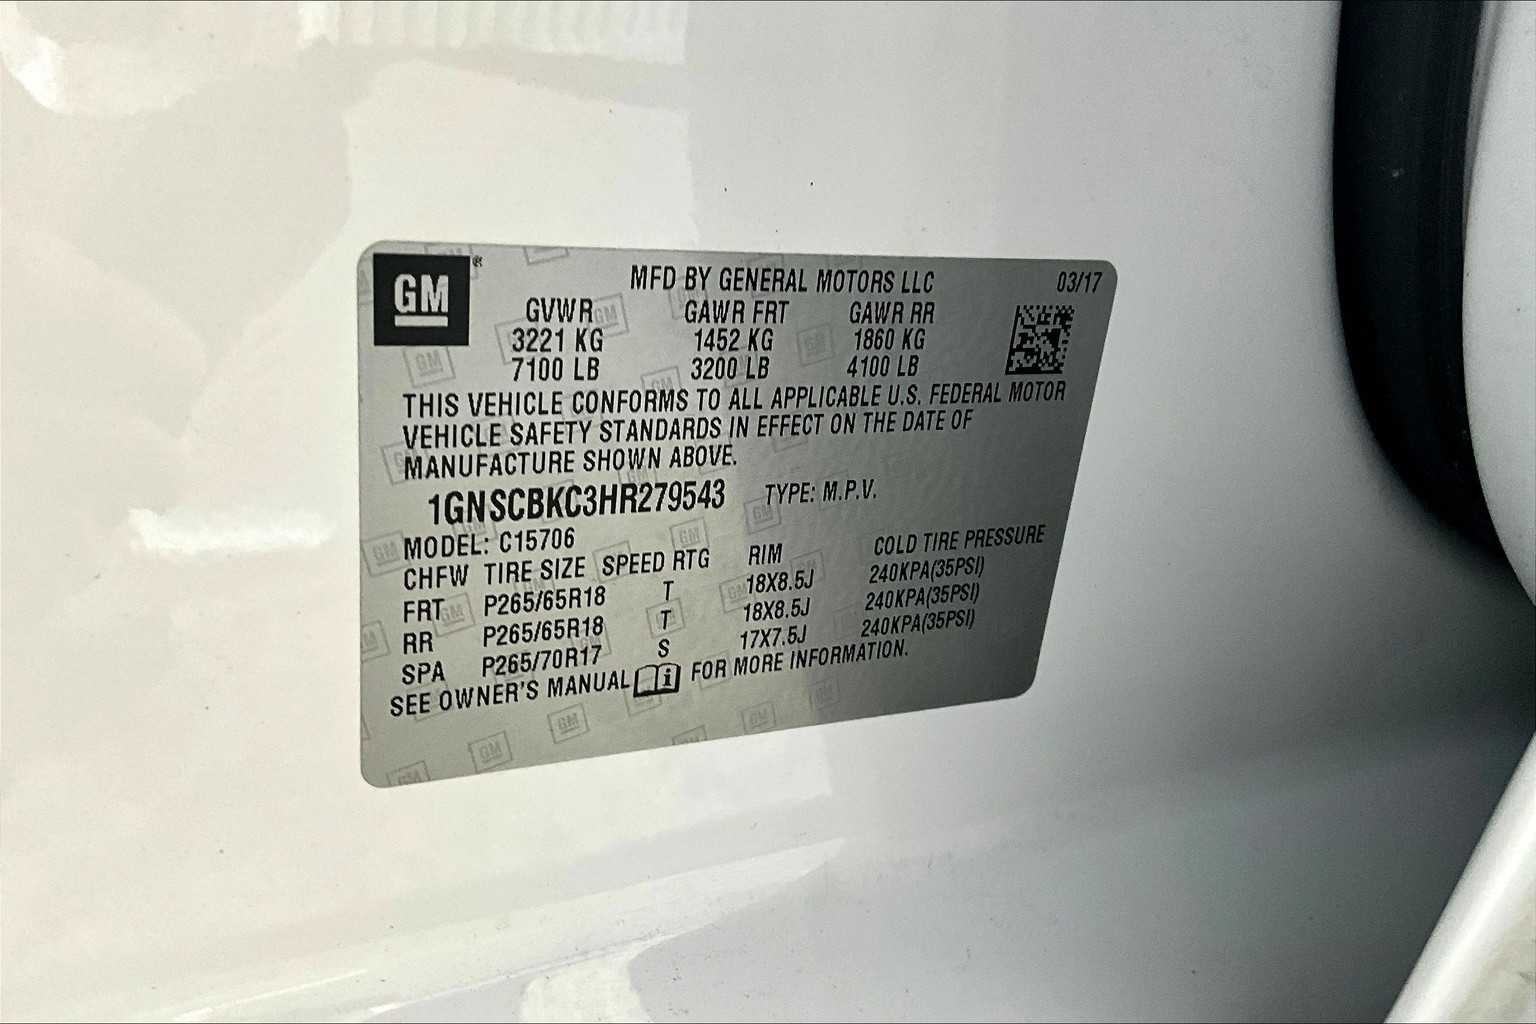 GM®
MFD BY GENERAL MOTORS LLC 03/17
GVWR GAWR FRT GAWR RR
3221 KG 1452 KG 1860 KG
7100 LB 3200 LB 4100 LB
THIS VEHICLE CONFORMS TO ALL APPLICABLE U.S. FEDERAL MOTOR
VEHICLE SAFETY STANDARDS IN EFFECT ON THE DATE OF
MANUFACTURE SHOWN ABOVE.
1GNSCBKC3HR279543 TYPE: M.P.V.
MODEL: C15706
CHFW TIRE SIZE SPEED RTG RIM COLD TIRE PRESSURE
FRT P265/65R18 T 18X8.5J 240KPA(35PSI)
RR P265/65R18 T 18X8.5J 240KPA(35PSI)
SPA P265/70R17 S 17X7.5J 240KPA(35PSI)
SEE OWNER'S MANUAL i FOR MORE INFORMATION.